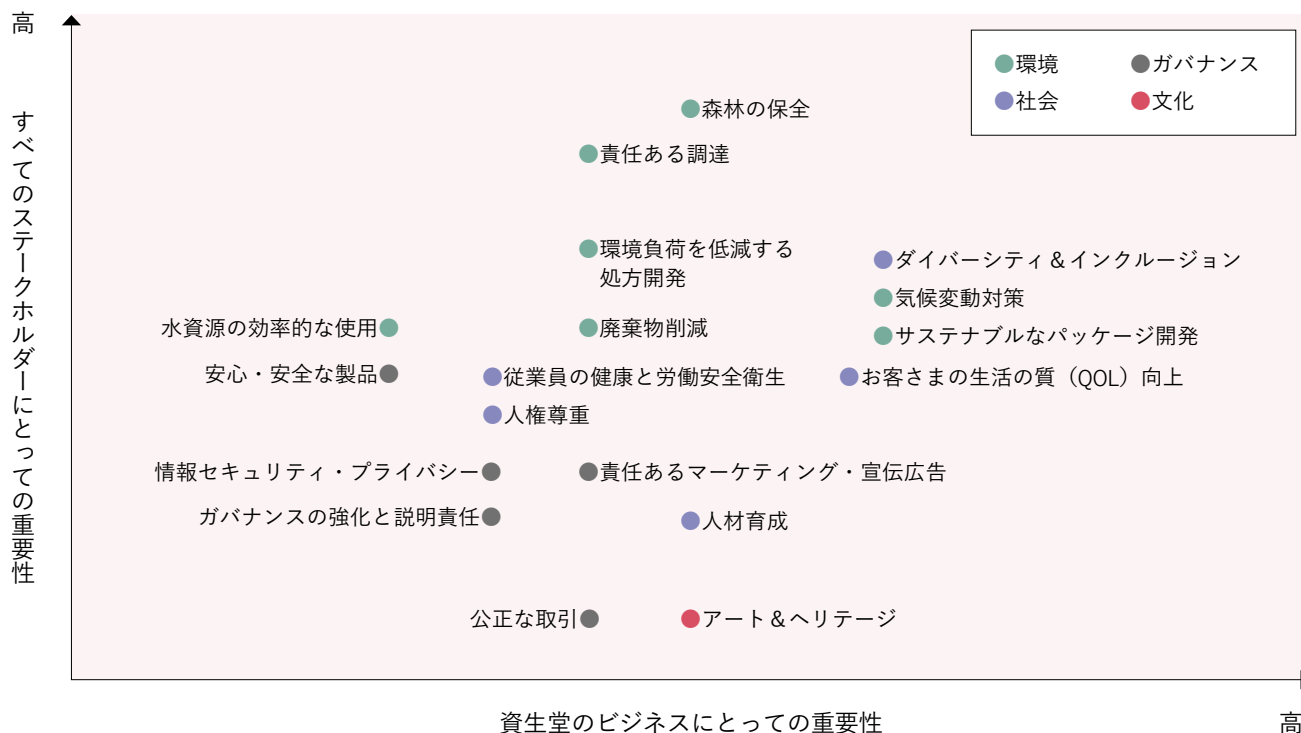 高
すべてのステークホルダーにとっての重要性
環境
ガバナンス
社会
文化
森林の保全
責任ある調達
環境負荷を低減する
処方開発
ダイバーシティ＆インクルージョン
気候変動対策
水資源の効率的な使用
廃棄物削減
サステナブルなパッケージ開発
安心・安全な製品
従業員の健康と労働安全衛生
お客さまの生活の質（QOL）向上
人権尊重
情報セキュリティ・プライバシー
責任あるマーケティング・宣伝広告
ガバナンスの強化と説明責任
人材育成
公正な取引
アート＆ヘリテージ
資生堂のビジネスにとっての重要性
高